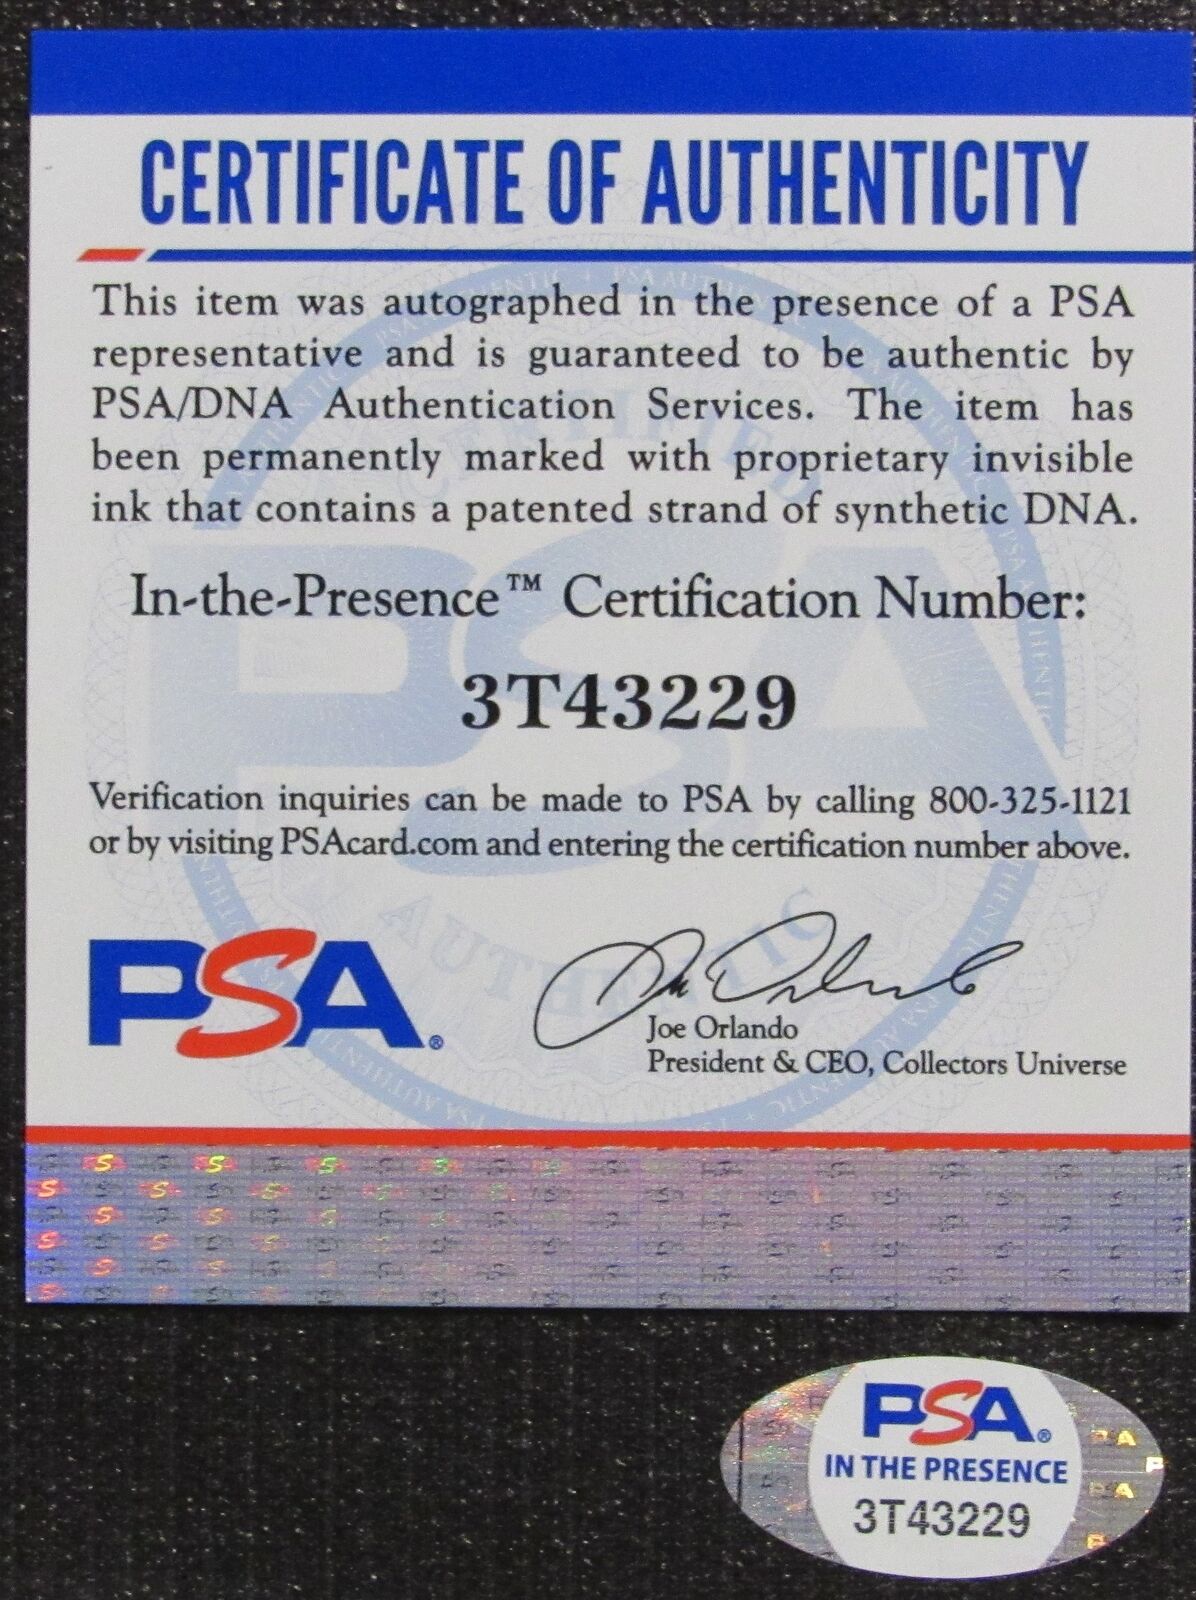 CERTIFICATE OF AUTHENTICITY
This item was autographed in the presence of a PSA
representative and is guaranteed to be authentic by
PSA/DNA Authentication Services. The item has
been permanently marked with proprietary invisible
ink that contains a patented strand of synthetic DNA.
In-the-Presence™ Certification Number:
3T43229
Verification inquiries can be made to PSA by calling 800-325-1121
or by visiting PSAcard.com and entering the certification number above.
PSA®
Joe Orlando
President & CEO, Collectors Universe
PSA®
IN THE PRESENCE
3T43229